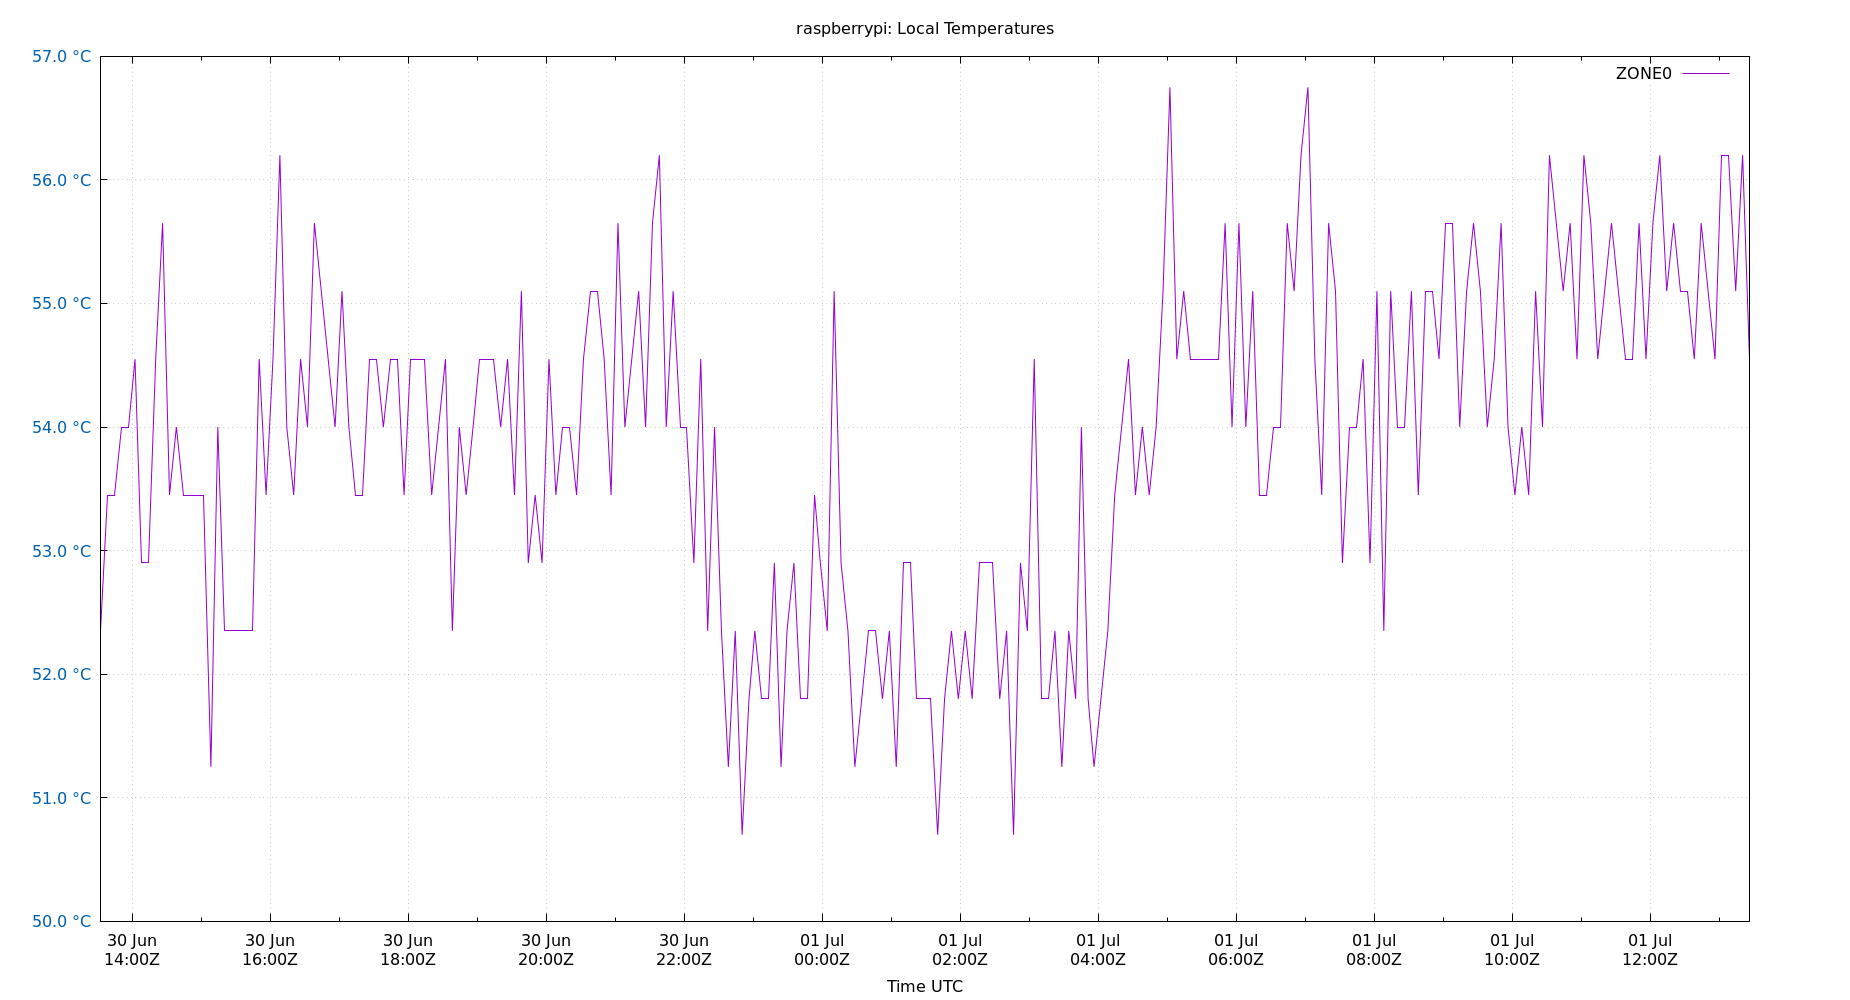 raspberrypi: Local Temperatures
57.0 °C
ZONE0
56.0 °C
55.0 °C
54.0 °C
53.0 °C
52.0 °C
51.0 °C
50.0 °C
30 Jun 30 Jun 30 Jun 30 Jun 30 Jun 01 Jul 01 Jul 01 Jul 01 Jul 01 Jul 01 Jul 01 Jul
14:00Z 16:00Z 18:00Z 20:00Z 22:00Z 00:00Z 02:00Z 04:00Z 06:00Z 08:00Z 10:00Z 12:00Z
Time UTC